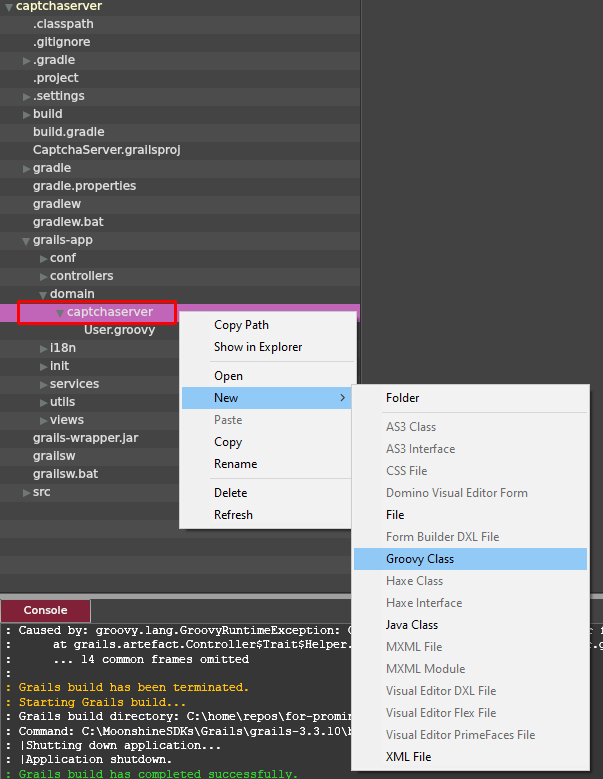 captchaserver
.classpath
.gitignore
.gradle
.project
.settings
build
build.gradle
CaptchaServer.grailsproj
gradle
gradle.properties
gradlew
gradlew.bat
grails-app
conf
controllers
domain
captchaserver
User.groovy
i18n
init
services
utils
views
grails-wrapper.jar
grailsw
grailsw.bat
src
Copy Path
Show in Explorer
Open
New
Paste
Copy
Rename
Delete
Refresh
Folder
AS3 Class
AS3 Interface
CSS File
Domino Visual Editor Form
File
Form Builder DXL File
Groovy Class
Haxe Class
Haxe Interface
Java Class
MXML File
MXML Module
Visual Editor DXL File
Visual Editor Flex File
Visual Editor PrimeFaces File
XML File
Console
: Caused by: groovy.lang.GroovyRuntimeException:
: at grails.artefact.Controller$Trait$Helper.
: ... 14 common frames omitted
:
: Grails build has been terminated.
: Starting Grails build...
: Grails build directory: C:\home\repos\for-promin
: Command: C:\MoonshineSDKs\Grails\grails-3.3.10\b
: |Shutting down application...
: |Application shutdown.
: Grails build has completed successfully.